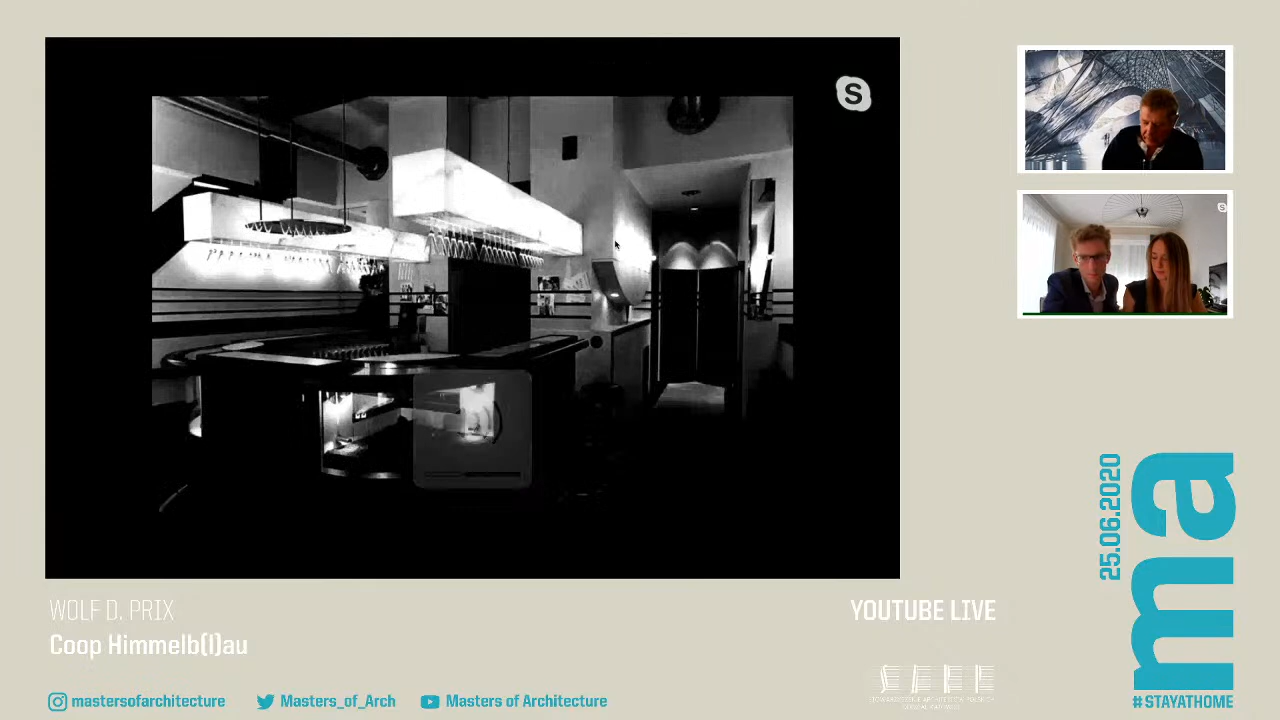 S
S
25.06.2020
ma
#STAYATHOME
WOLF D. PRIX
Coop Himmelb(l)au
YOUTUBE LIVE
mastersofarchitecture
Masters_of_Arch
Masters of Architecture